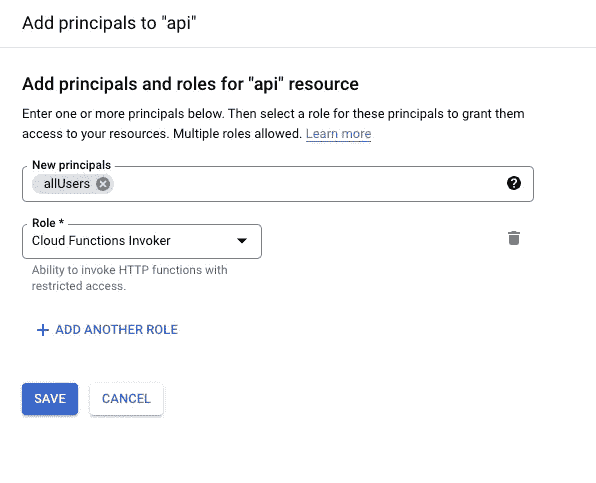 Add principals to "api"
Add principals and roles for "api" resource
Enter one or more principals below. Then select a role for these principals to grant them
access to your resources. Multiple roles allowed. Learn more
New principals
allUsers
Role *
Cloud Functions Invoker
Ability to invoke HTTP functions with
restricted access.
ADD ANOTHER ROLE
SAVE CANCEL